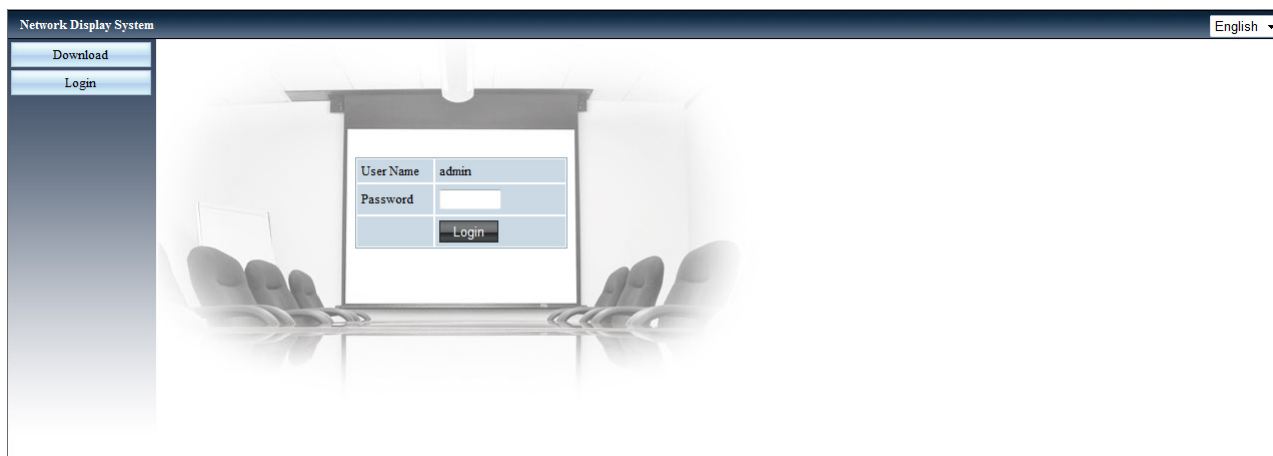 Network Display System
English
Download
Login
User Name admin
Password
Login